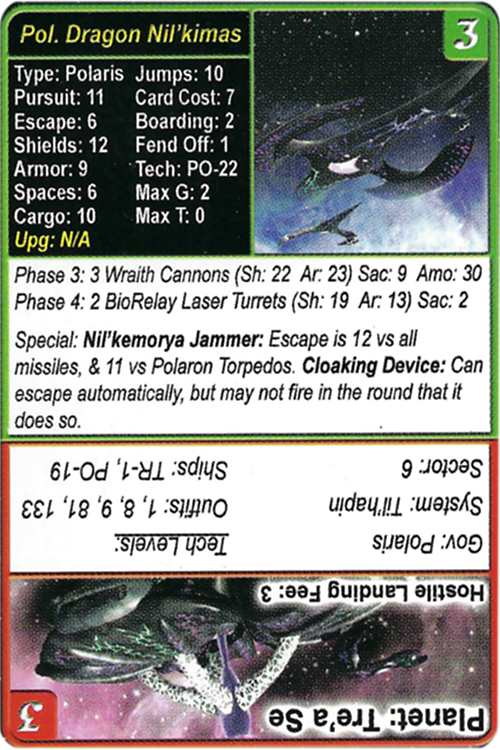 Pol. Dragon Nil'kimas
3
Type: Polaris Jumps: 10
Pursuit: 11 Card Cost: 7
Escape: 6 Boarding: 2
Shields: 12 Fend Off: 1
Armor: 9 Tech: PO-22
Spaces: 6 Max G: 2
Cargo: 10 Max T: 0
Upg: N/A
Phase 3: 3 Wraith Cannons (Sh: 22 Ar: 23) Sac: 9 Amo: 30
Phase 4: 2 BioRelay Laser Turrets (Sh: 19 Ar: 13) Sac: 2
Special: Nil'kemorya Jammer: Escape is 12 vs all
missiles, & 11 vs Polaron Torpedos. Cloaking Device: Can
escape automatically, but may not fire in the round that it
does so.
Planet: Tre'a Se
£
Hostile Landing Fee: 3
Gov: Polaris Tech Levels:
System: Til'hapin Outfits: 1, 8, 9, 81, 133
Sector: 6 Ships: TR-1, PO-19